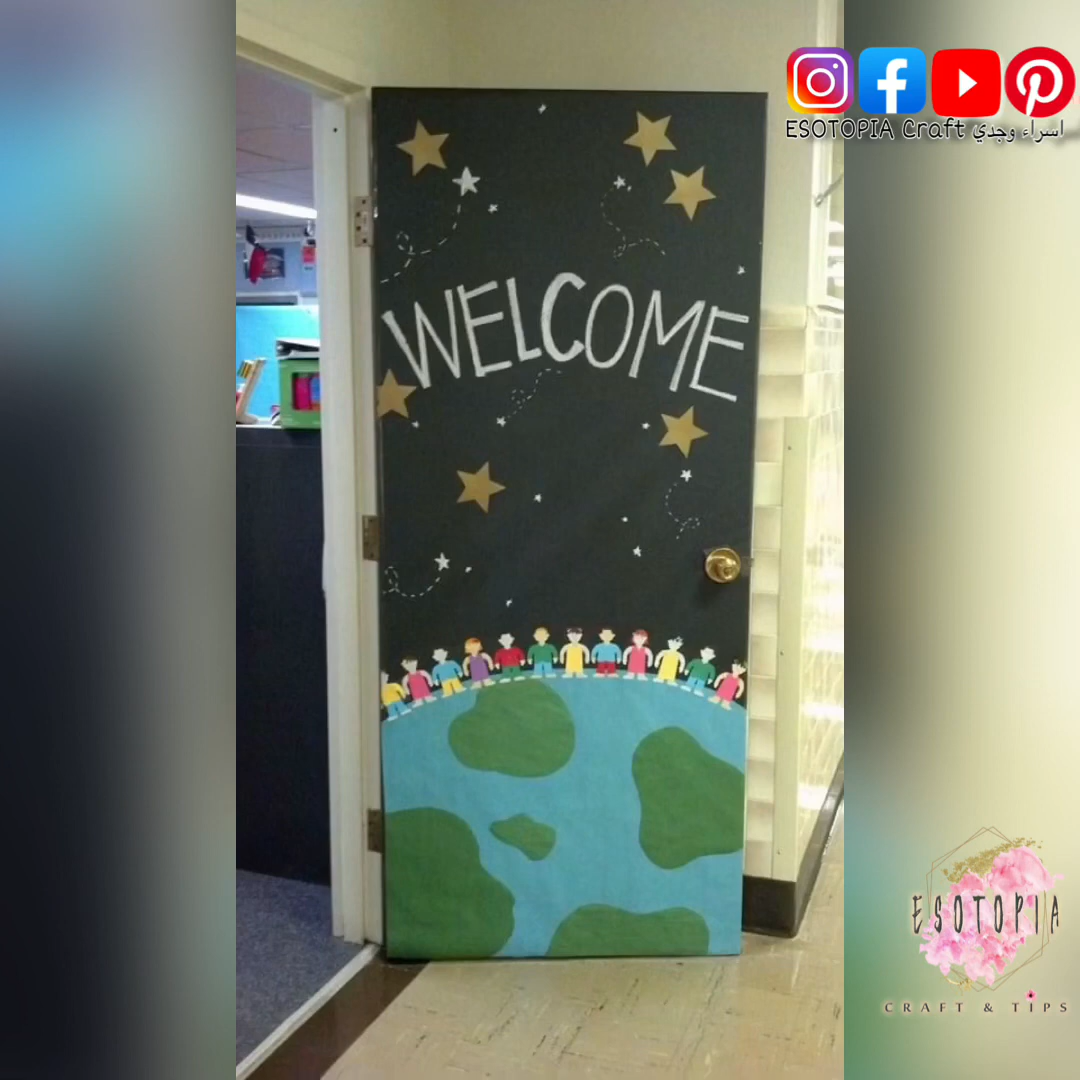 ESOTOPIA Craft اسراء وجدي
WELCOME
ESOTOPIA
CRAFT & TIPS